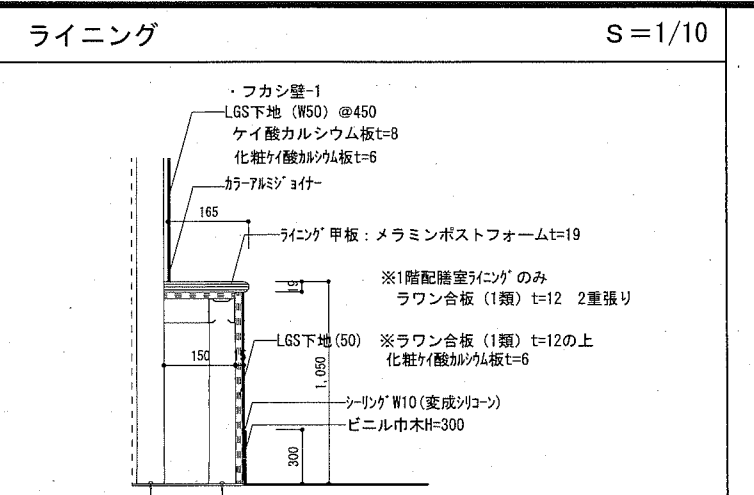 ライニング
S=1/10
・フカシ壁-1
LGS下地 (W50) @450
ケイ酸カルシウム板t=8
化粧ｹｲ酸ｶﾙｼｳﾑ板t=6
ｶﾗｰｱﾙﾐｼﾞｮｲﾅｰ
165
ﾗｲﾆﾝｸﾞ甲板：メラミンポストフォームt=19
19
※1階配膳室ﾗｲﾆﾝｸﾞのみ
ラワン合板 (1類) t=12 2重張り
LGS下地(50) ※ラワン合板 (1類) t=12の上
化粧ｹｲ酸ｶﾙｼｳﾑ板t=6
150
15
1,050
ｼｰﾘﾝｸﾞW10(変成ｼﾘｺｰﾝ)
ビニル巾木H=300
300